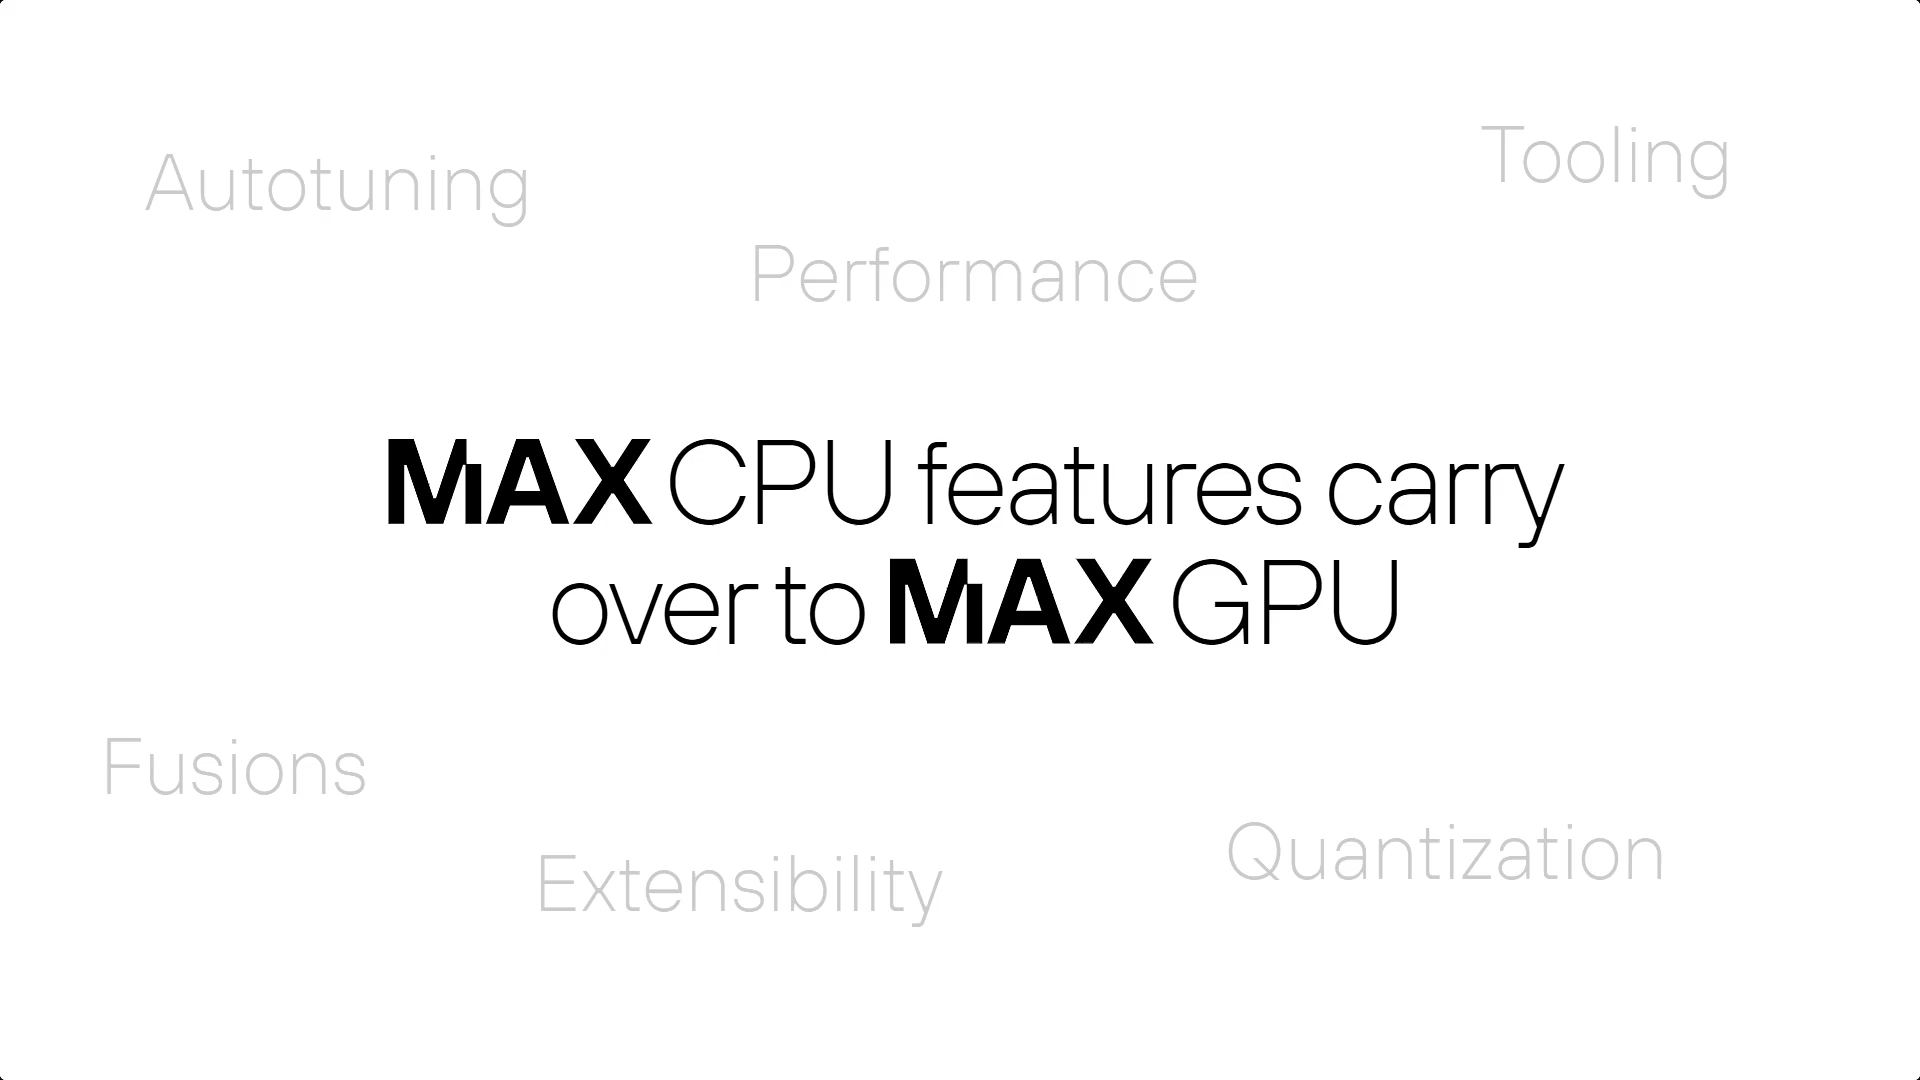 Autotuning
Tooling
Performance
MAX CPU features carry
over to MAX GPU
Fusions
Extensibility
Quantization